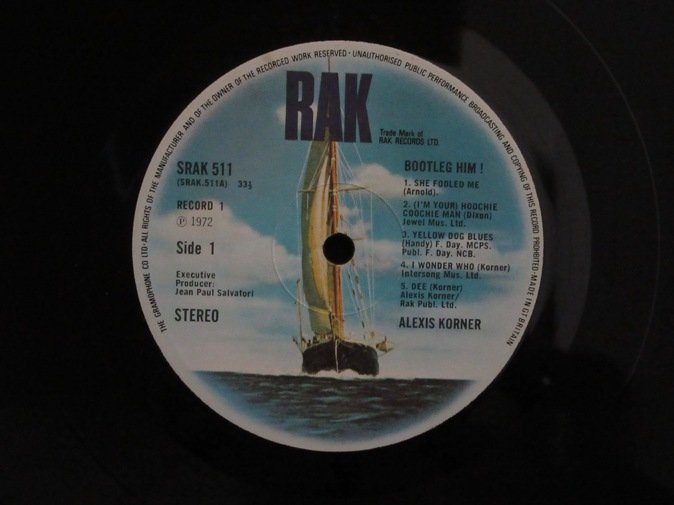 THE GRAMOPHONE CO LTD·ALL RIGHTS OF THE MANUFACTURER AND OF THE OWNER OF THE RECORDED WORK RESERVED·UNAUTHORISED PUBLIC PERFORMANCE BROADCASTING AND COPYING OF THIS RECORD PROHIBITED-MADE IN GT BRITAIN
RAK
Trade Mark of
RAK RECORDS LTD.
SRAK 511
(SRAK.511A) 33⅓
RECORD 1
℗ 1972
Side 1
Executive
Producer:
Jean Paul Salvatori
STEREO
BOOTLEG HIM !
1. SHE FOOLED ME
(Arnold).
2. (I'M YOUR) HOOCHIE
COOCHIE MAN (Dixon)
Jewel Mus. Ltd.
3. YELLOW DOG BLUES
(Handy) F. Day. MCPS.
Publ. F. Day. NCB.
4. I WONDER WHO (Korner)
Intersong Mus. Ltd.
5. DEE (Korner)
Alexis Korner/
Rak Publ. Ltd.
ALEXIS KORNER